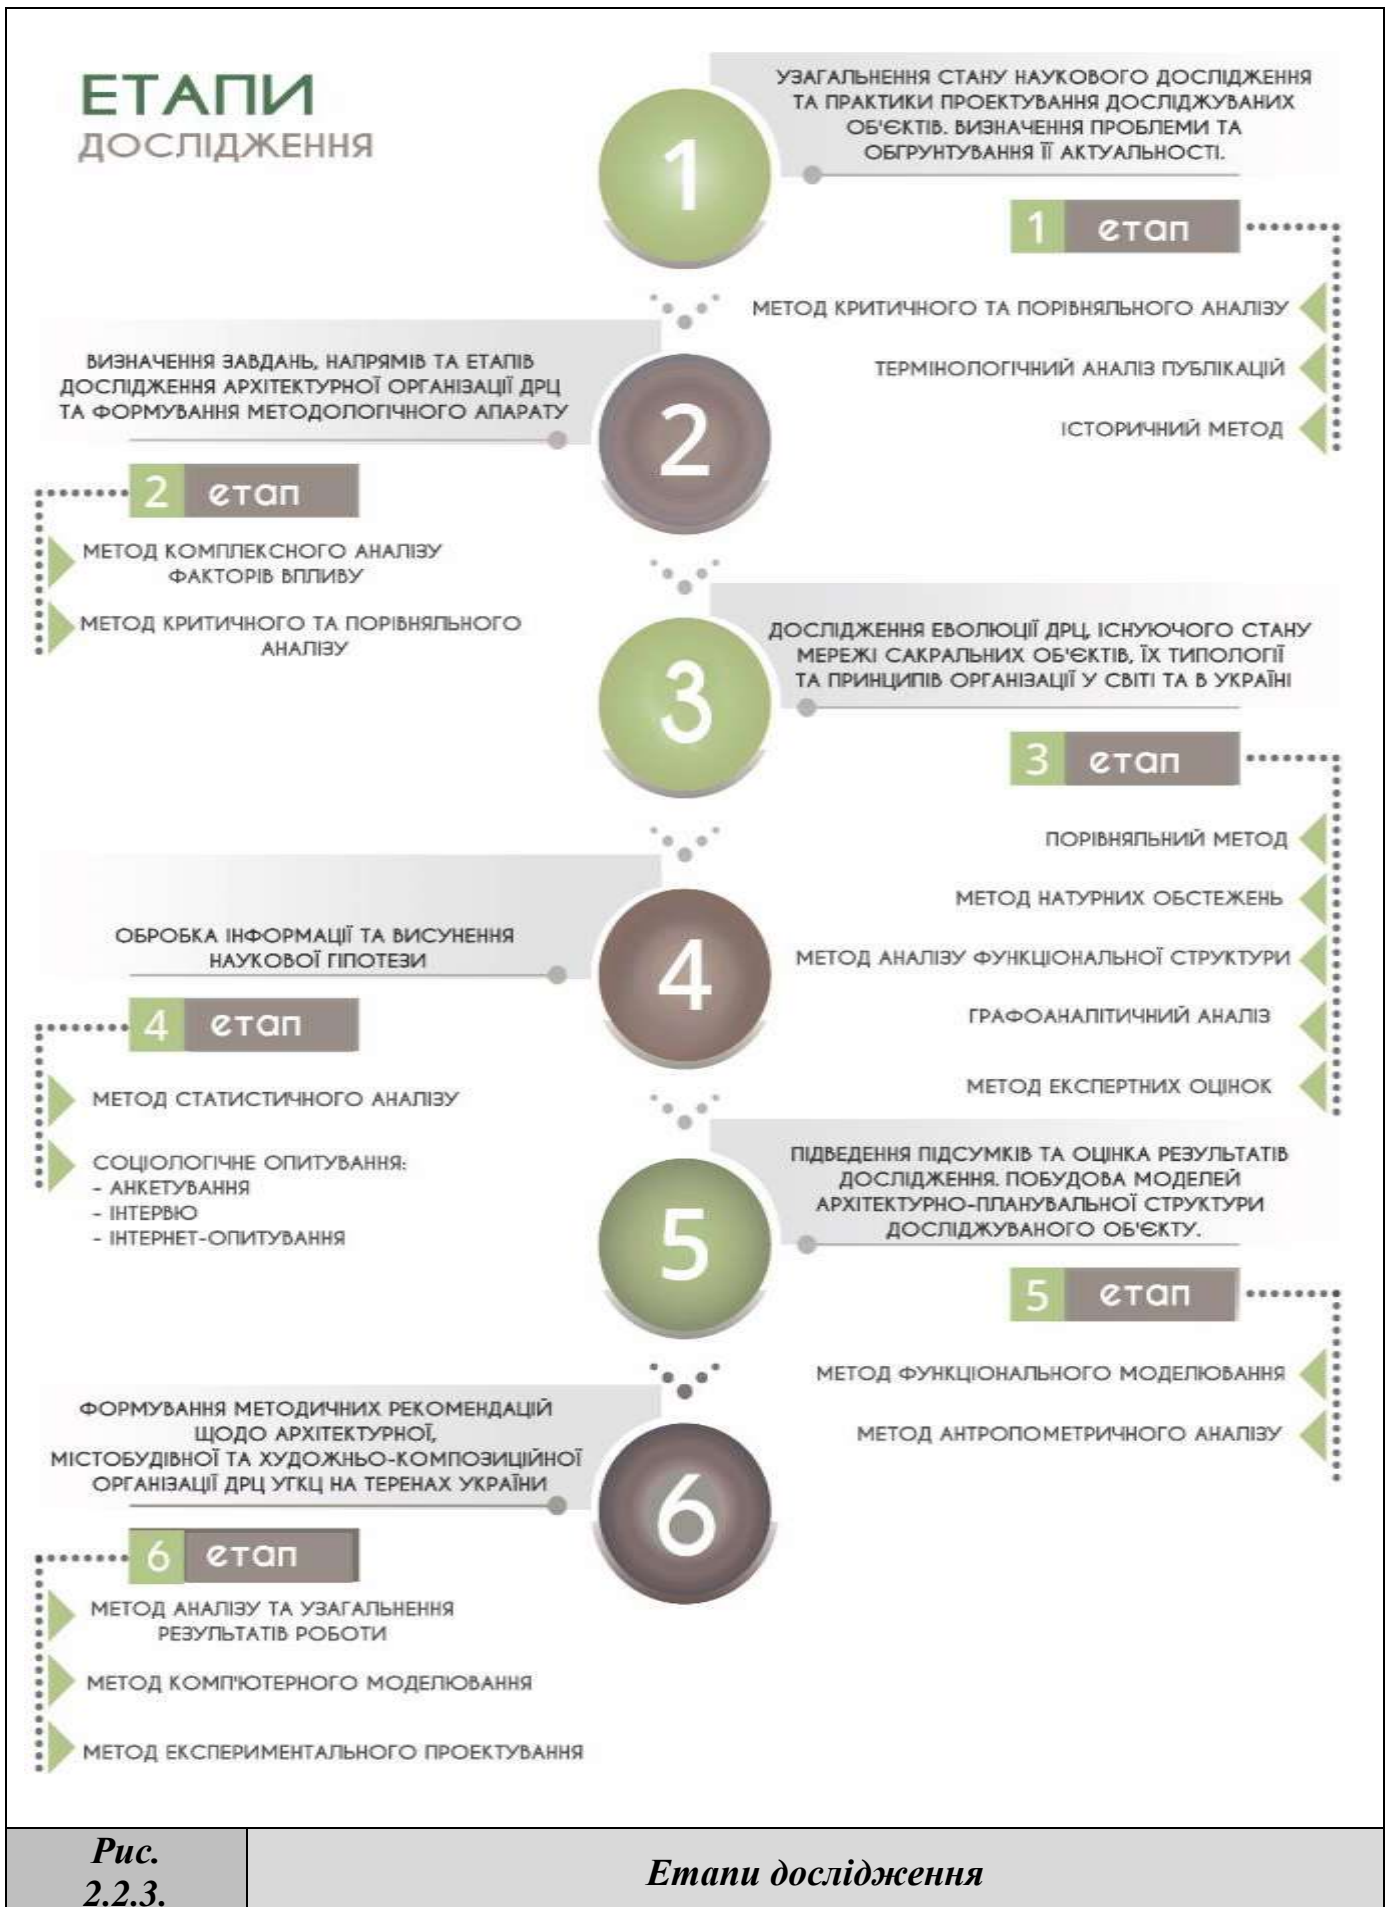 ЕТАПИ
ДОСЛІДЖЕННЯ
1
УЗАГАЛЬНЕННЯ СТАНУ НАУКОВОГО ДОСЛІДЖЕННЯ
ТА ПРАКТИКИ ПРОЕКТУВАННЯ ДОСЛІДЖУВАНИХ
ОБ'ЄКТІВ. ВИЗНАЧЕННЯ ПРОБЛЕМИ ТА
ОБГРУНТУВАННЯ ЇЇ АКТУАЛЬНОСТІ.
1 етап
МЕТОД КРИТИЧНОГО ТА ПОРІВНЯЛЬНОГО АНАЛІЗУ
ТЕРМІНОЛОГІЧНИЙ АНАЛІЗ ПУБЛІКАЦІЙ
ІСТОРИЧНИЙ МЕТОД
2
ВИЗНАЧЕННЯ ЗАВДАНЬ, НАПРЯМІВ ТА ЕТАПІВ
ДОСЛІДЖЕННЯ АРХІТЕКТУРНОЇ ОРГАНІЗАЦІЇ ДРЦ
ТА ФОРМУВАННЯ МЕТОДОЛОГІЧНОГО АПАРАТУ
2 етап
МЕТОД КОМПЛЕКСНОГО АНАЛІЗУ
ФАКТОРІВ ВПЛИВУ
МЕТОД КРИТИЧНОГО ТА ПОРІВНЯЛЬНОГО
АНАЛІЗУ
3
ДОСЛІДЖЕННЯ ЕВОЛЮЦІЇ ДРЦ, ІСНУЮЧОГО СТАНУ
МЕРЕЖІ САКРАЛЬНИХ ОБ'ЄКТІВ, ЇХ ТИПОЛОГІЇ
ТА ПРИНЦИПІВ ОРГАНІЗАЦІЇ У СВІТІ ТА В УКРАЇНІ
3 етап
ПОРІВНЯЛЬНИЙ МЕТОД
МЕТОД НАТУРНИХ ОБСТЕЖЕНЬ
МЕТОД АНАЛІЗУ ФУНКЦІОНАЛЬНОЇ СТРУКТУРИ
ГРАФОАНАЛІТИЧНИЙ АНАЛІЗ
МЕТОД ЕКСПЕРТНИХ ОЦІНОК
4
ОБРОБКА ІНФОРМАЦІЇ ТА ВИСУНЕННЯ
НАУКОВОЇ ГІПОТЕЗИ
4 етап
МЕТОД СТАТИСТИЧНОГО АНАЛІЗУ
СОЦІОЛОГІЧНЕ ОПИТУВАННЯ:
- АНКЕТУВАННЯ
- ІНТЕРВЮ
- ІНТЕРНЕТ-ОПИТУВАННЯ
5
ПІДВЕДЕННЯ ПІДСУМКІВ ТА ОЦІНКА РЕЗУЛЬТАТІВ
ДОСЛІДЖЕННЯ. ПОБУДОВА МОДЕЛЕЙ
АРХІТЕКТУРНО-ПЛАНУВАЛЬНОЇ СТРУКТУРИ
ДОСЛІДЖУВАНОГО ОБ'ЄКТУ.
5 етап
МЕТОД ФУНКЦІОНАЛЬНОГО МОДЕЛЮВАННЯ
МЕТОД АНТРОПОМЕТРИЧНОГО АНАЛІЗУ
6
ФОРМУВАННЯ МЕТОДИЧНИХ РЕКОМЕНДАЦІЙ
ЩОДО АРХІТЕКТУРНОЇ,
МІСТОБУДІВНОЇ ТА ХУДОЖНЬО-КОМПОЗИЦІЙНОЇ
ОРГАНІЗАЦІЇ ДРЦ УГКЦ НА ТЕРЕНАХ УКРАЇНИ
6 етап
МЕТОД АНАЛІЗУ ТА УЗАГАЛЬНЕННЯ
РЕЗУЛЬТАТІВ РОБОТИ
МЕТОД КОМП'ЮТЕРНОГО МОДЕЛЮВАННЯ
МЕТОД ЕКСПЕРИМЕНТАЛЬНОГО ПРОЕКТУВАННЯ
Рис.
2.2.3.
Етапи дослідження